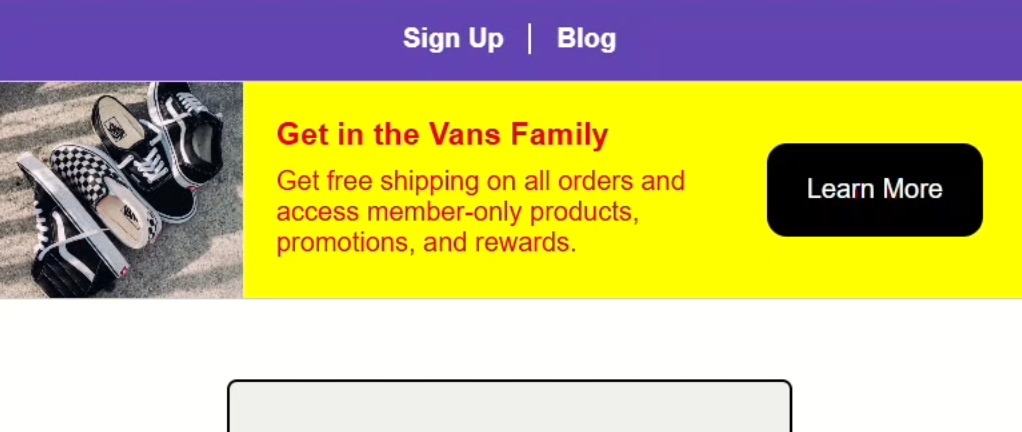 Sign Up | Blog
Get in the Vans Family
Get free shipping on all orders and
access member-only products,
promotions, and rewards.
Learn More